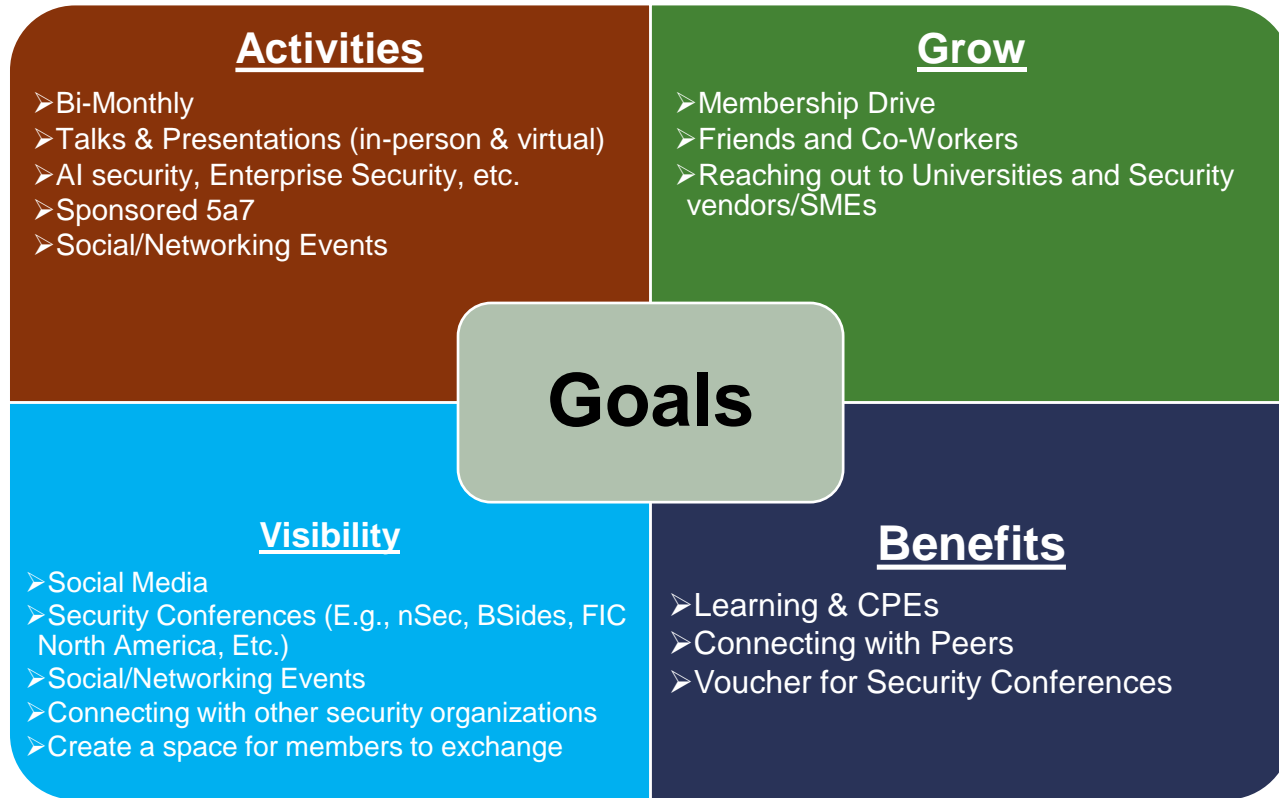 Activities
➢Bi-Monthly
➢Talks & Presentations (in-person & virtual)
➢AI security, Enterprise Security, etc.
➢Sponsored 5a7
➢Social/Networking Events
Grow
➢Membership Drive
➢Friends and Co-Workers
➢Reaching out to Universities and Security
vendors/SMEs
Goals
Visibility
➢Social Media
➢Security Conferences (E.g., nSec, BSides, FIC
North America, Etc.)
➢Social/Networking Events
➢Connecting with other security organizations
➢Create a space for members to exchange
Benefits
➢Learning & CPEs
➢Connecting with Peers
➢Voucher for Security Conferences